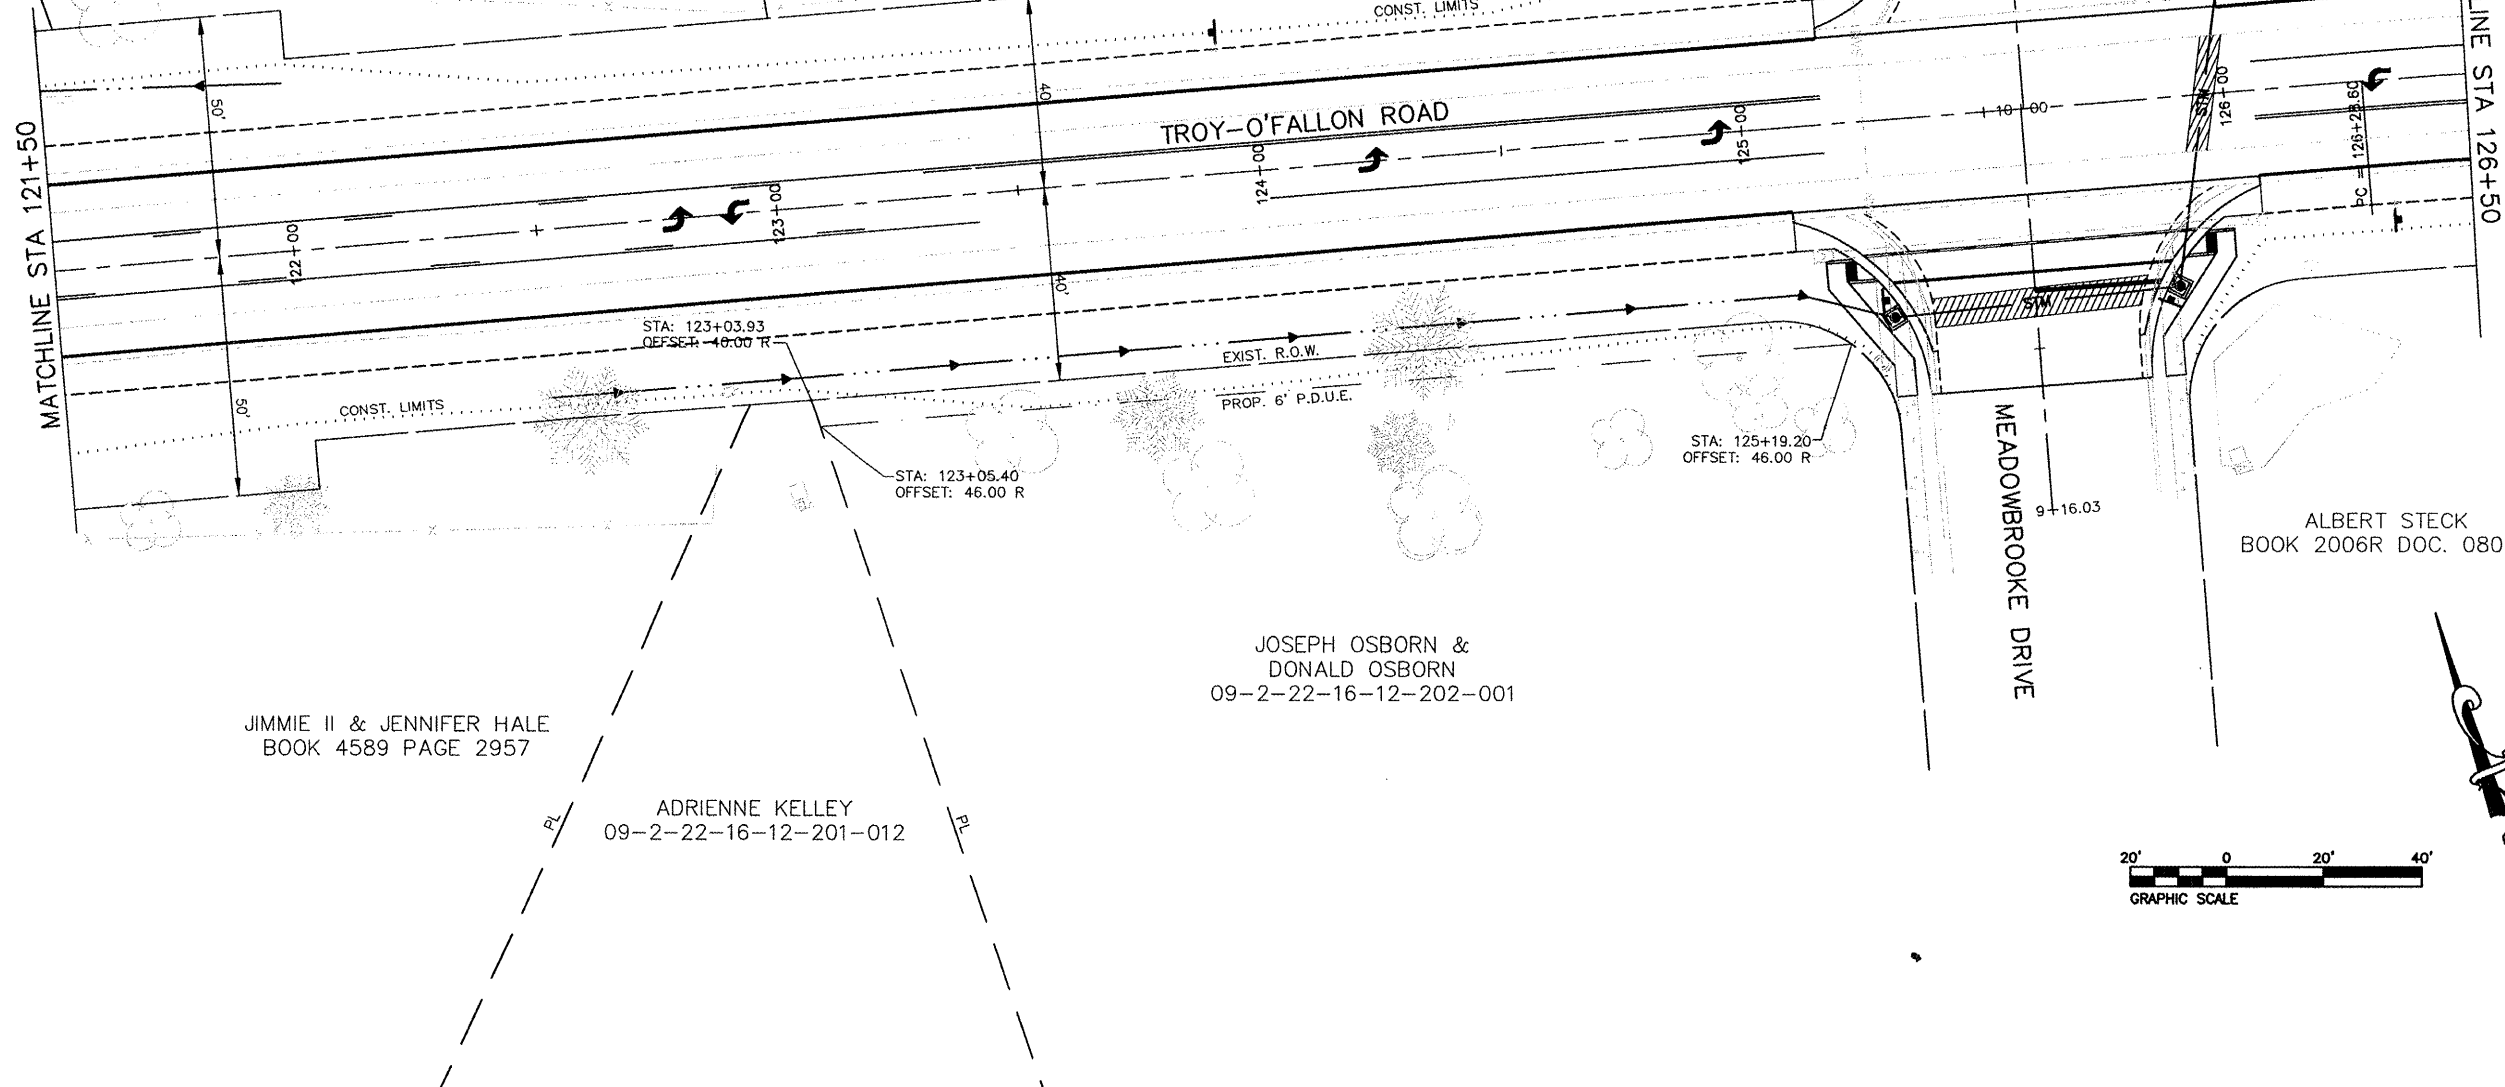 CONST. LIMITS
MATCHLINE STA 121+50
LINE STA 126+50
50'
50'
40'
40'
TROY-O'FALLON ROAD
122+00
123+00
124+00
125+00
10+00
126+00
STM
PC = 126+28.60
STA: 123+03.93
OFFSET: 40.00 R
EXIST. R.O.W.
STM
CONST. LIMITS
PROP. 6' P.D.U.E.
STA: 123+05.40
OFFSET: 46.00 R
STA: 125+19.20
OFFSET: 46.00 R
MEADOWBROOKE DRIVE
9+16.03
ALBERT STECK
BOOK 2006R DOC. 080
JOSEPH OSBORN &
DONALD OSBORN
09-2-22-16-12-202-001
JIMMIE II & JENNIFER HALE
BOOK 4589 PAGE 2957
ADRIENNE KELLEY
09-2-22-16-12-201-012
PL
PL
20' 0 20' 40'
GRAPHIC SCALE